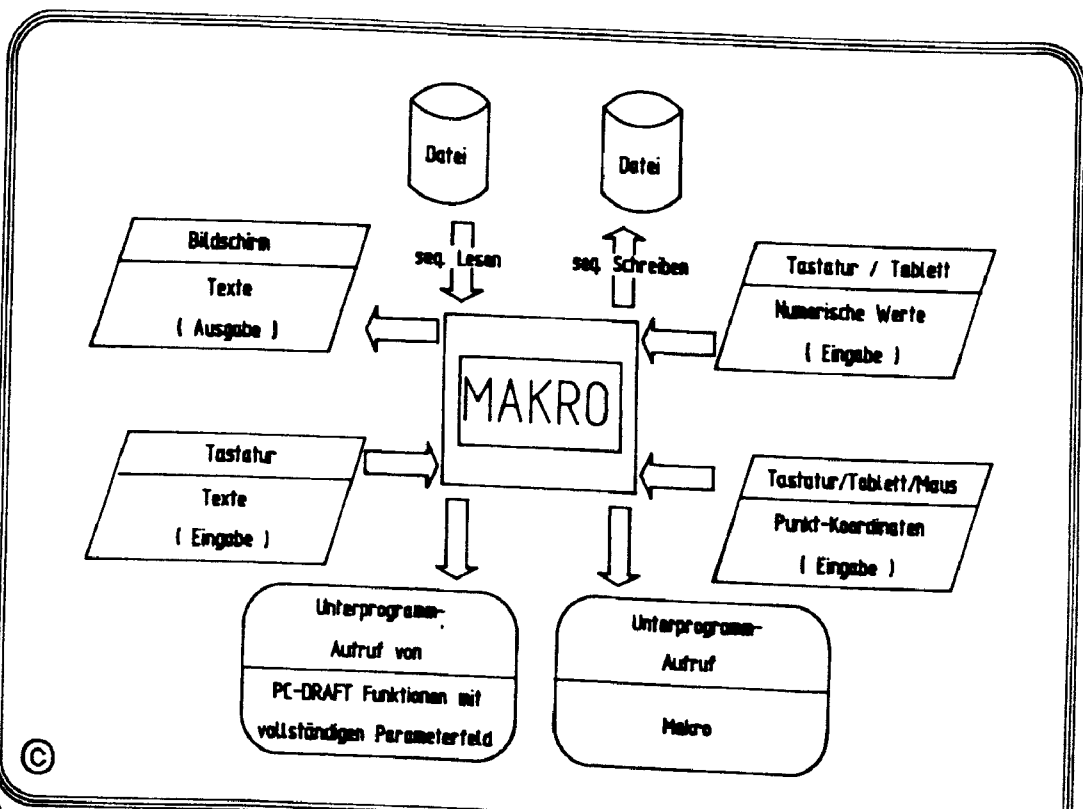 Datei
Datei
seq. Lesen
seq. Schreiben
Bildschirm
Texte
( Ausgabe )
Tastatur / Tablett
Numerische Werte
( Eingabe )
MAKRO
Tastatur
Texte
( Eingabe )
Tastatur/Tablett/Maus
Punkt-Koordinaten
( Eingabe )
Unterprogramm-
Aufruf von
PC-DRAFT Funktionen mit
vollständigen Parameterfeld
Unterprogramm-
Aufruf
Makro
©